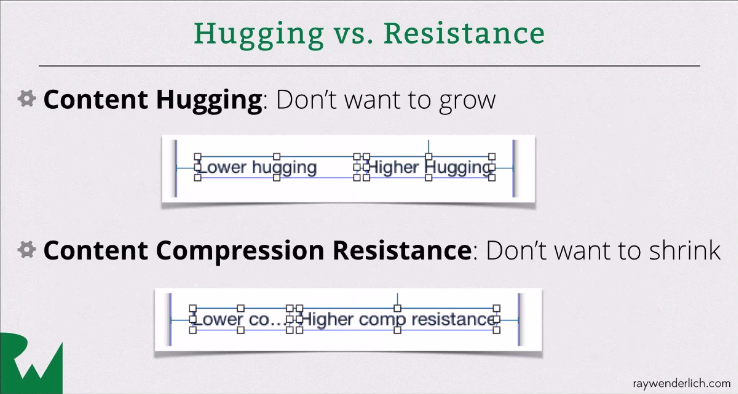 Hugging vs. Resistance
Content Hugging: Don't want to grow
Lower hugging Higher Hugging
Content Compression Resistance: Don't want to shrink
Lower co... Higher comp resistance
raywenderlich.com